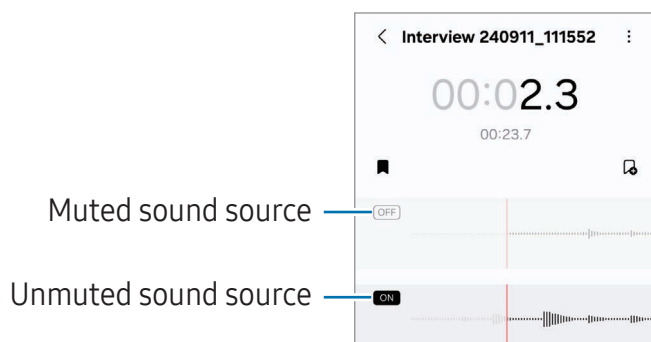 Interview 240911_111552
00:02.3
00:23.7
Muted sound source
OFF
Unmuted sound source
ON